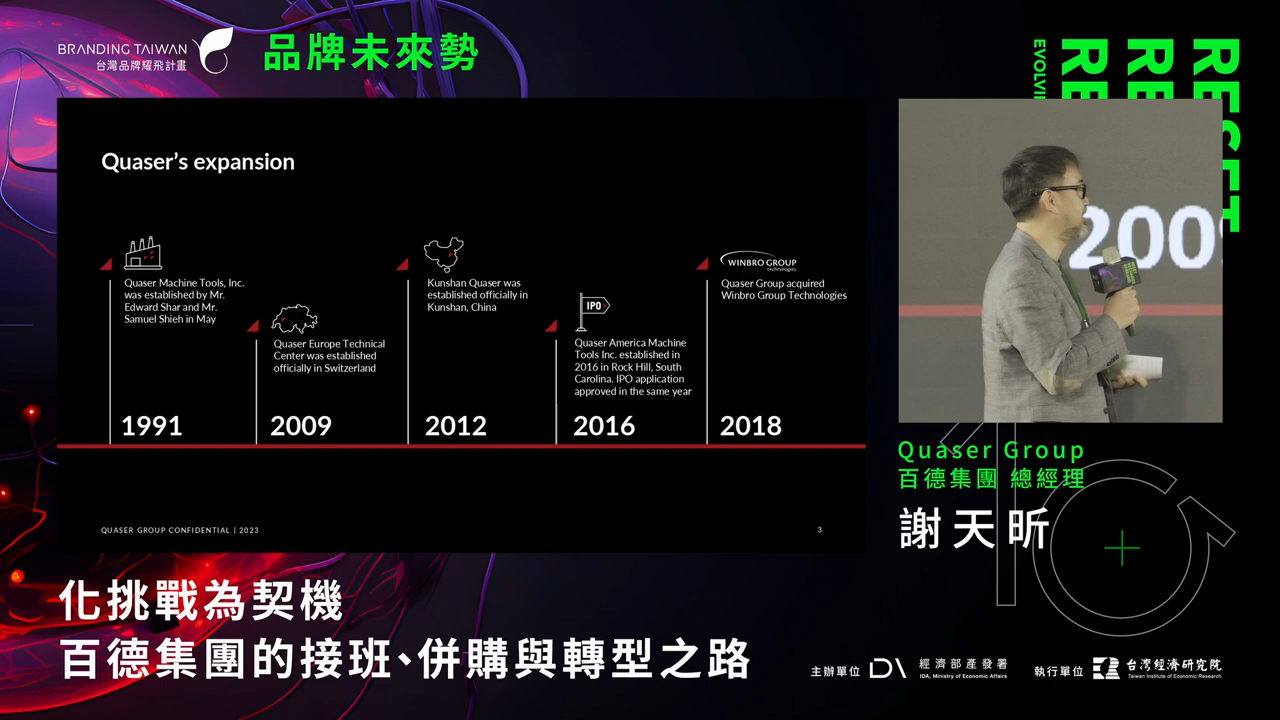 BRANDING TAIWAN
台灣品牌耀飛計畫
品牌未來勢
Quaser’s expansion
Quaser Machine Tools, Inc.
was established by Mr.
Edward Shar and Mr.
Samuel Shieh in May
1991
Quaser Europe Technical
Center was established
officially in Switzerland
2009
Kunshan Quaser was
established officially in
Kunshan, China
2012
IPO
Quaser America Machine
Tools Inc. established in
2016 in Rock Hill, South
Carolina. IPO application
approved in the same year
2016
WINBRO GROUP
technologies
Quaser Group acquired
Winbro Group Technologies
2018
QUASER GROUP CONFIDENTIAL | 2023
3
RESET
RE
RE
EVOLVI
200
Quaser Group
百德集團 總經理
謝天昕
化挑戰為契機
百德集團的接班、併購與轉型之路
主辦單位
經濟部產發署
IDA, Ministry of Economic Affairs
執行單位
台灣經濟研究院
Taiwan Institute of Economic Research